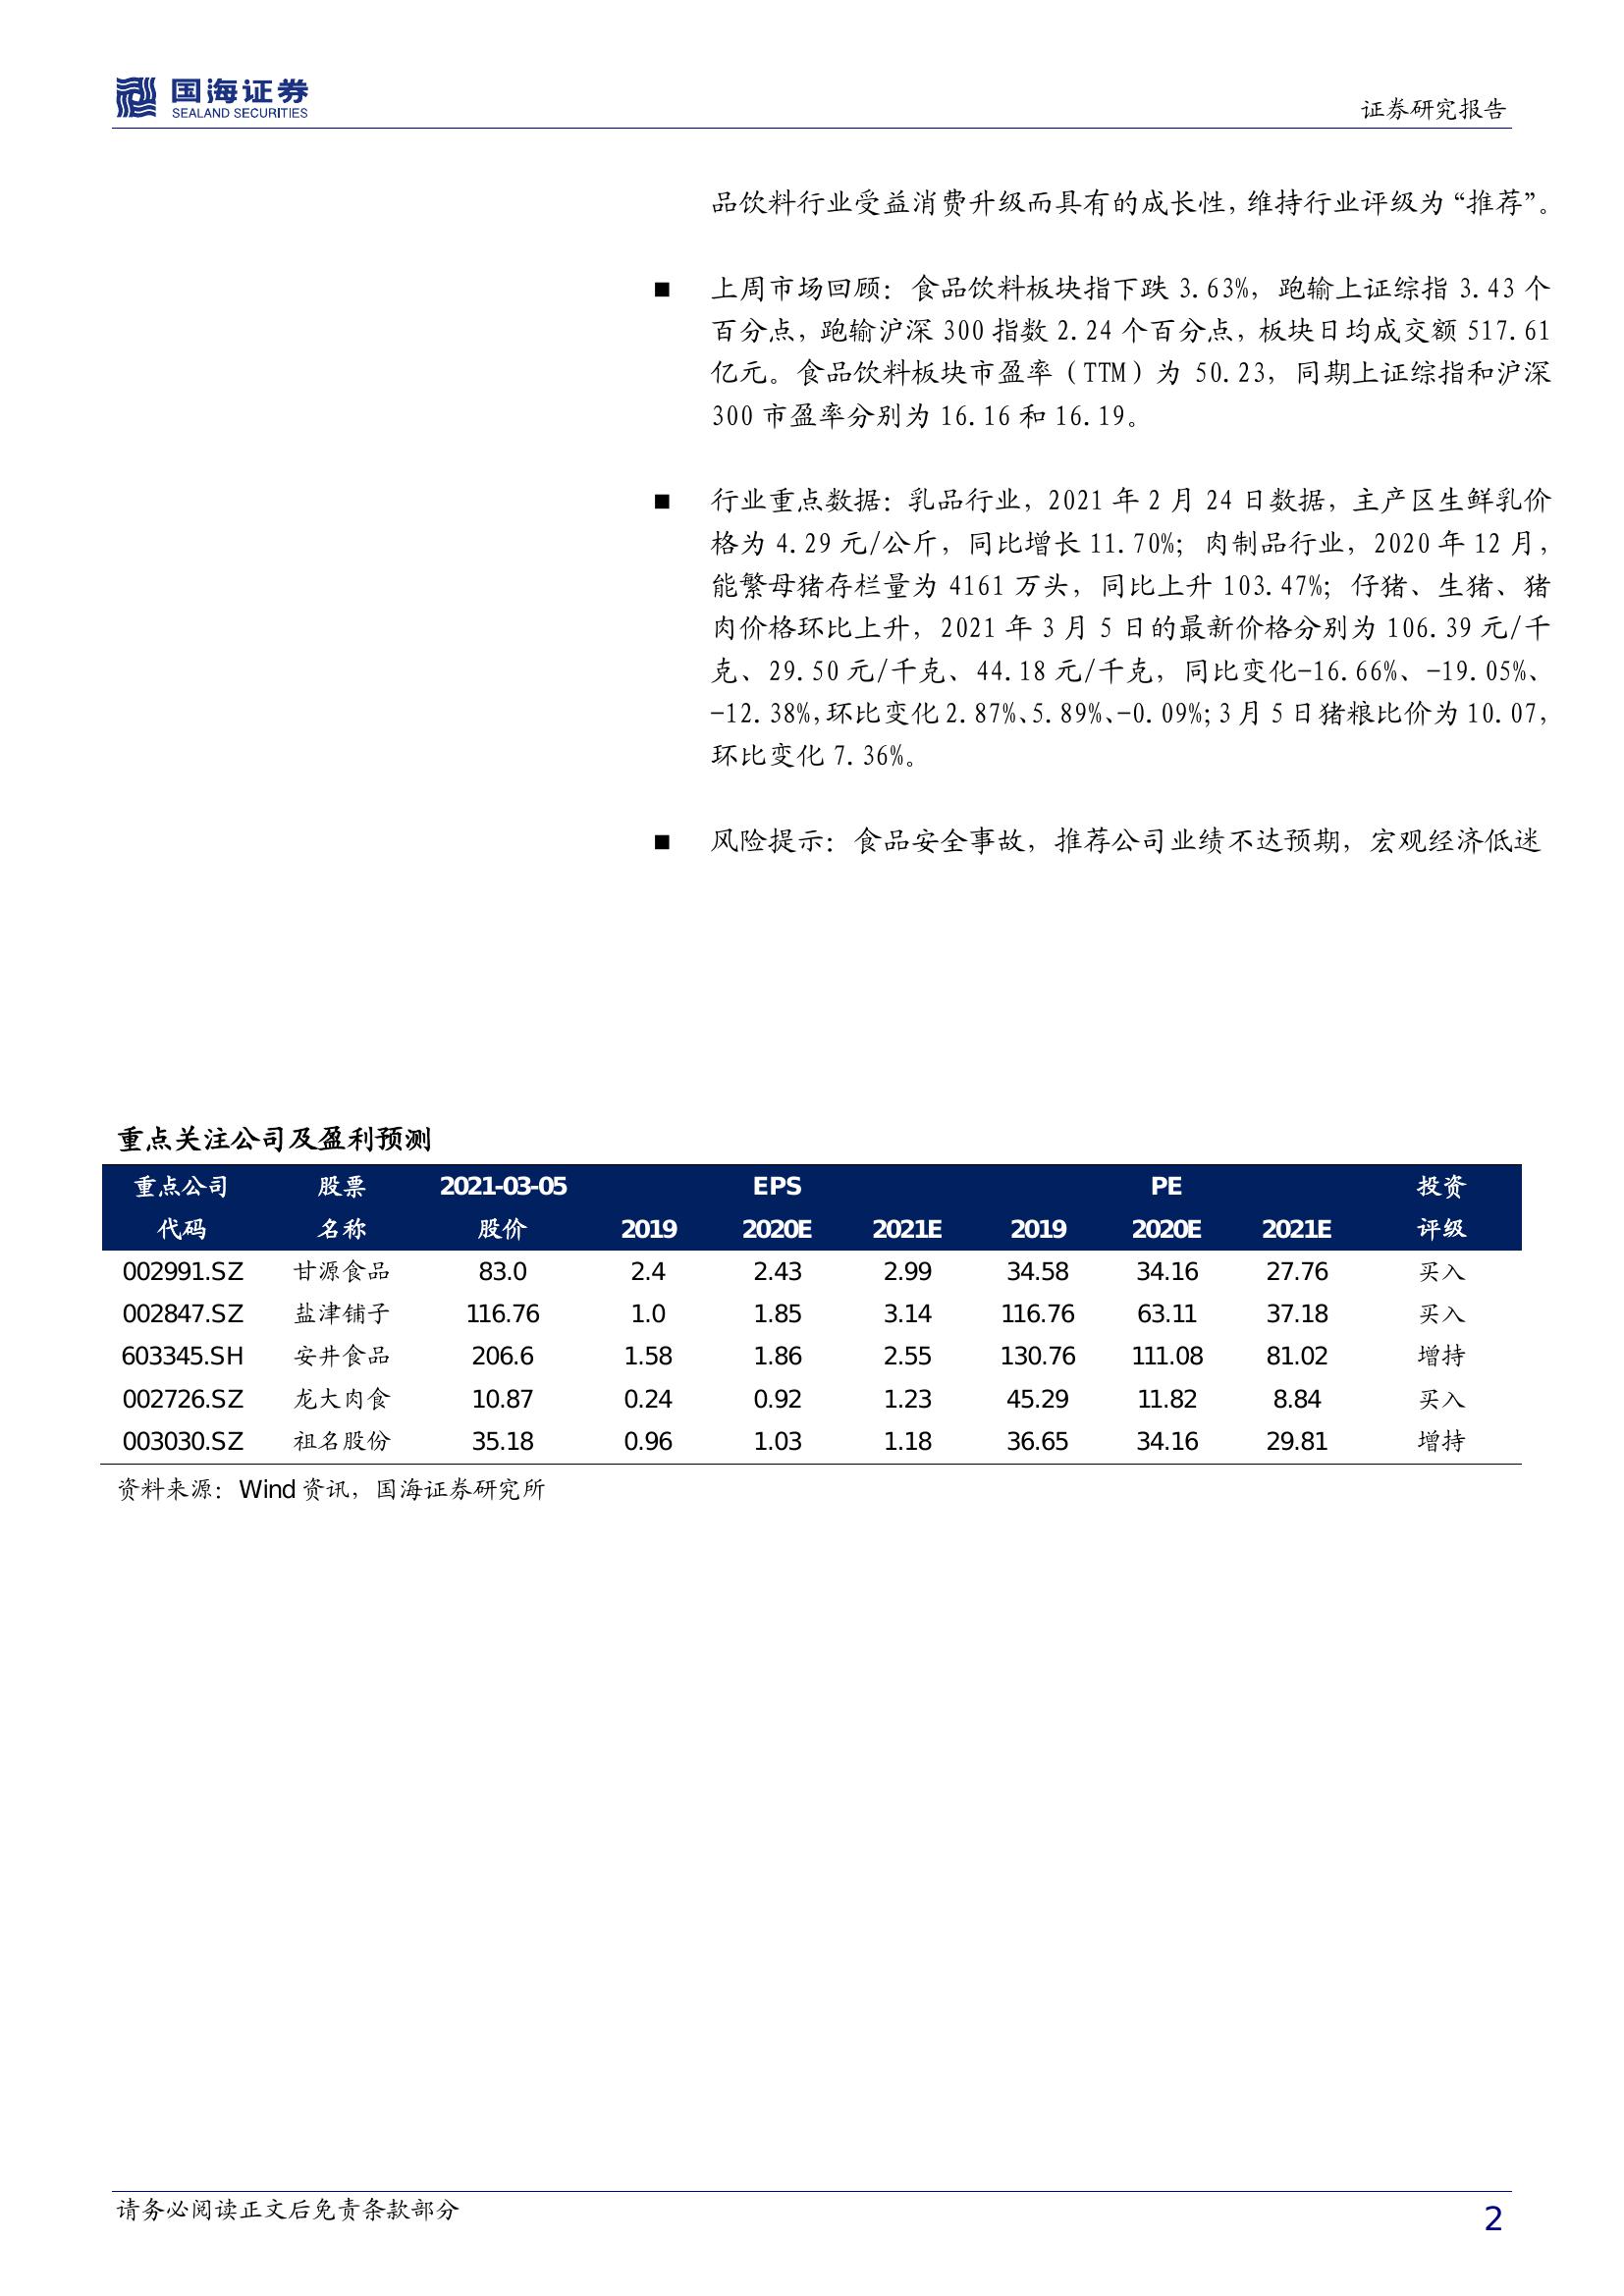 国海证券
SEALAND SECURITIES
证券研究报告
品饮料行业受益消费升级而具有的成长性，维持行业评级为“推荐”。
■ 上周市场回顾：食品饮料板块指下跌 3.63%，跑输上证综指 3.43 个
百分点，跑输沪深 300 指数 2.24 个百分点，板块日均成交额 517.61
亿元。食品饮料板块市盈率（TTM）为 50.23，同期上证综指和沪深
300 市盈率分别为 16.16 和 16.19。
■ 行业重点数据：乳品行业，2021 年 2 月 24 日数据，主产区生鲜乳价
格为 4.29 元/公斤，同比增长 11.70%；肉制品行业，2020 年 12 月，
能繁母猪存栏量为 4161 万头，同比上升 103.47%；仔猪、生猪、猪
肉价格环比上升，2021 年 3 月 5 日的最新价格分别为 106.39 元/千
克、29.50 元/千克、44.18 元/千克，同比变化-16.66%、-19.05%、
-12.38%，环比变化 2.87%、5.89%、-0.09%；3 月 5 日猪粮比价为 10.07，
环比变化 7.36%。
■ 风险提示：食品安全事故，推荐公司业绩不达预期，宏观经济低迷
重点关注公司及盈利预测
重点公司 股票 2021-03-05 EPS PE 投资
代码 名称 股价 2019 2020E 2021E 2019 2020E 2021E 评级
002991.SZ 甘源食品 83.0 2.4 2.43 2.99 34.58 34.16 27.76 买入
002847.SZ 盐津铺子 116.76 1.0 1.85 3.14 116.76 63.11 37.18 买入
603345.SH 安井食品 206.6 1.58 1.86 2.55 130.76 111.08 81.02 增持
002726.SZ 龙大肉食 10.87 0.24 0.92 1.23 45.29 11.82 8.84 买入
003030.SZ 祖名股份 35.18 0.96 1.03 1.18 36.65 34.16 29.81 增持
资料来源：Wind 资讯，国海证券研究所
请务必阅读正文后免责条款部分
2